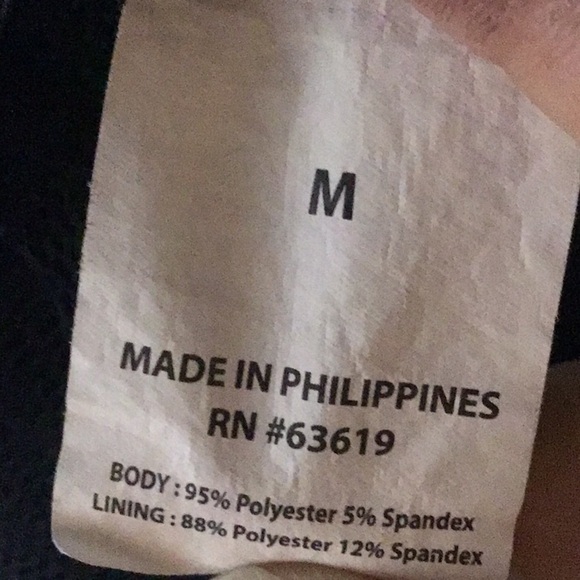 M
MADE IN PHILIPPINES
RN #63619
BODY : 95% Polyester 5% Spandex
LINING : 88% Polyester 12% Spandex